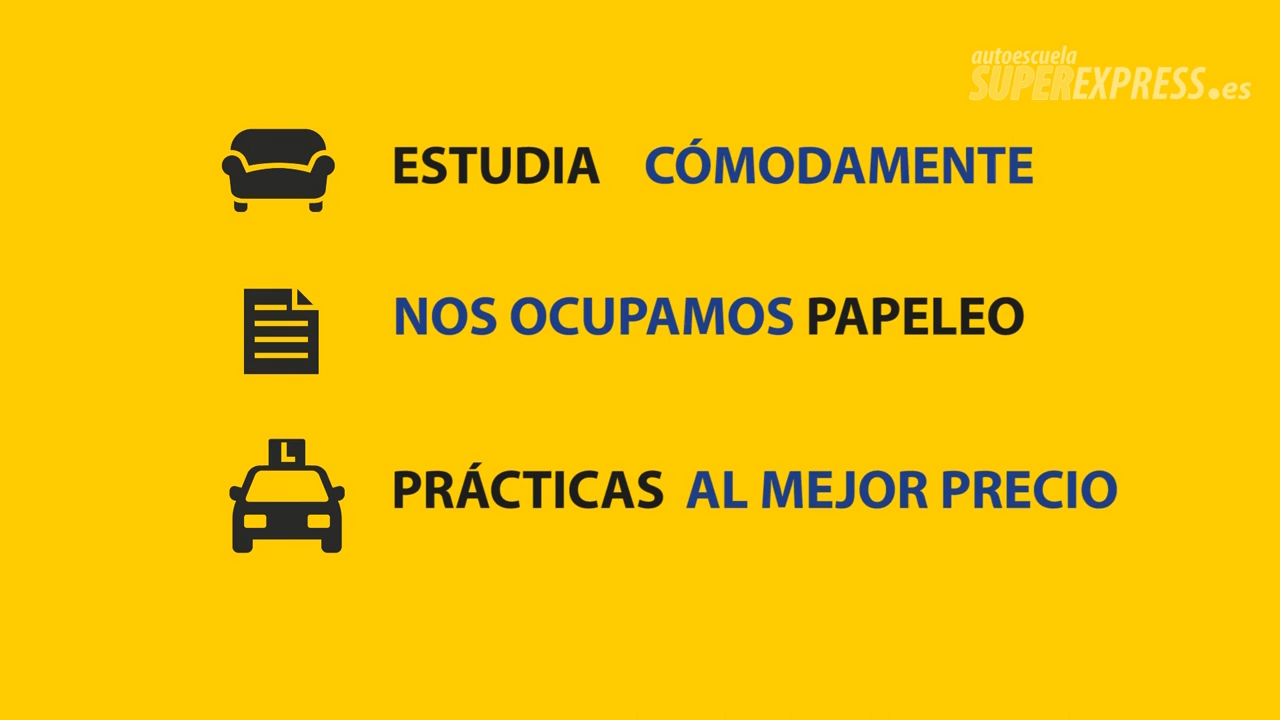 autoescuela
SUPEREXPRESS.es
ESTUDIA CÓMODAMENTE
NOS OCUPAMOS PAPELEO
L
PRÁCTICAS AL MEJOR PRECIO